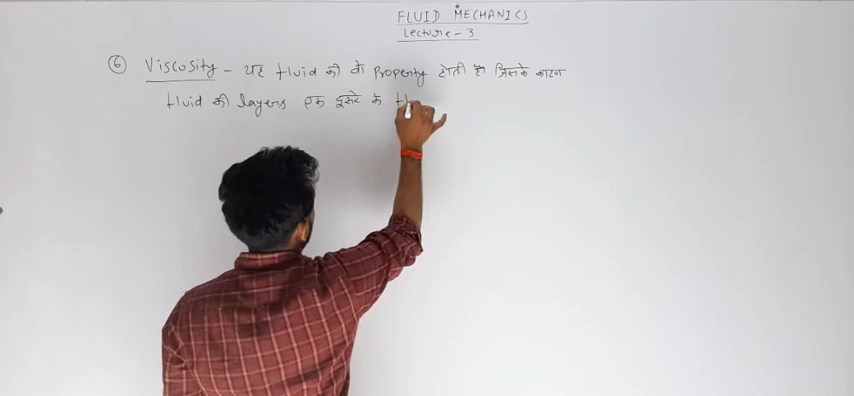 FLUID MECHANICS
Lecture - 3
⑥ Viscosity - यह fluid की वो Property होती है। जिसके कारण
fluid की layers एक दूसरे के